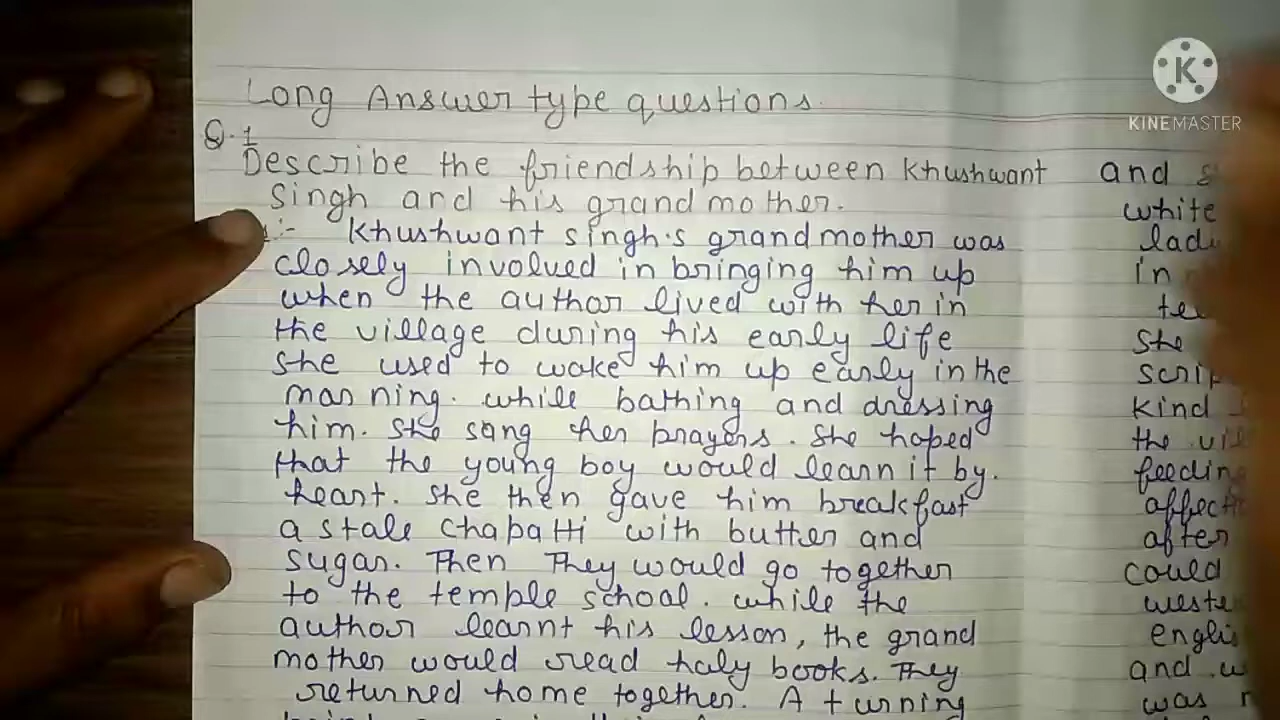 Long Answer type questions.
Q.1
Describe the friendship between Khushwant
Singh and his grand mother.
:- Khushwant singh's grand mother was
closely involved in bringing him up
when the author lived with her in
the village during his early life
she used to wake him up early in the
morning. while bathing and dressing
him. She sang her prayers. She hoped
that the young boy would learn it by.
heart. She then gave him breakfast
a stale chapatti with butter and
sugar. Then They would go together
to the temple school. while the
author learnt his lesson, the grand
mother would read holy books. They
returned home together. A turning
and
white
in
She
Kind
the
feeding
after
could
and
was
K
KINEMASTER